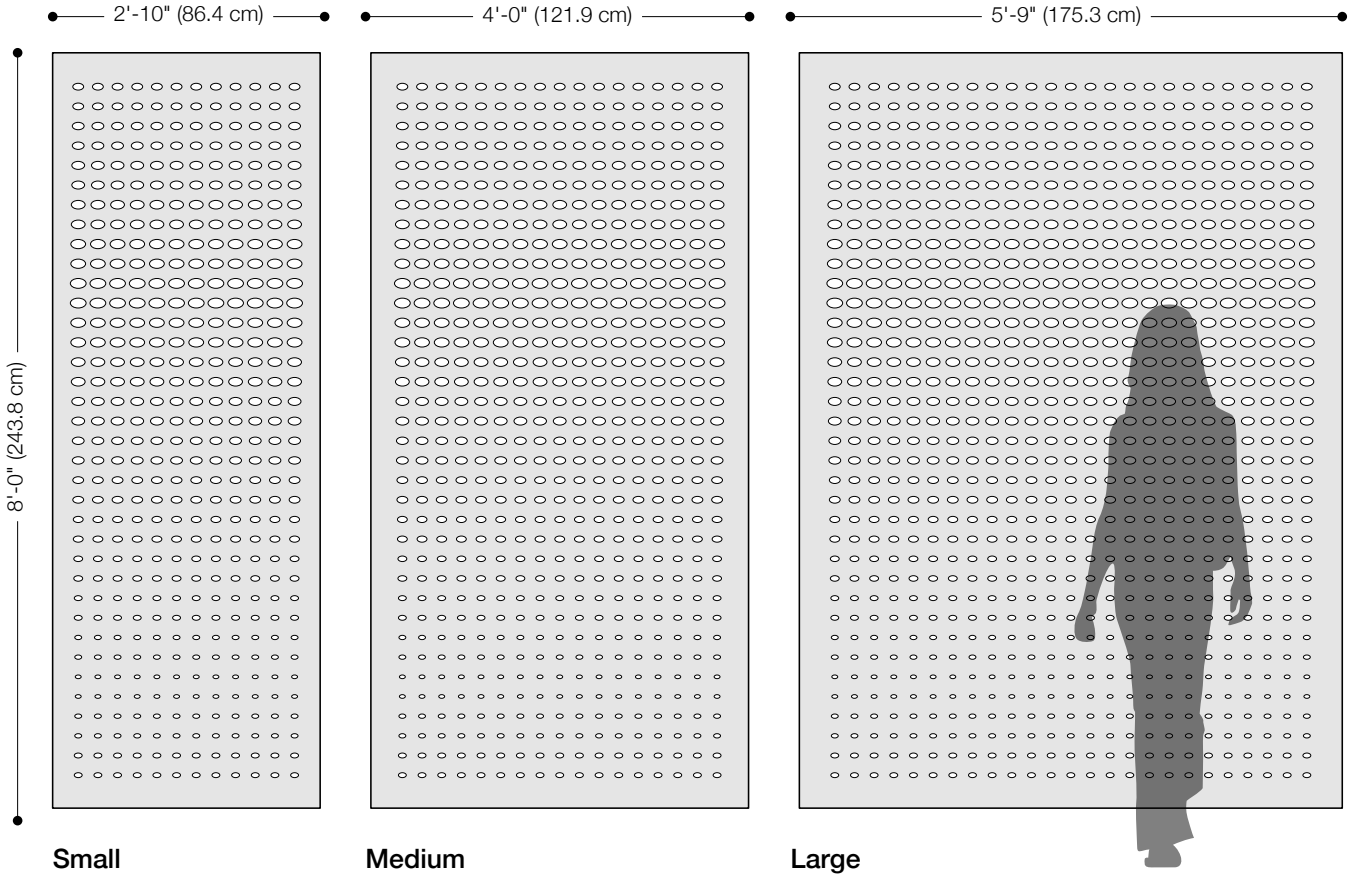 2'-10" (86.4 cm)
4'-0" (121.9 cm)
5'-9" (175.3 cm)
8'-0" (243.8 cm)
Small
Medium
Large